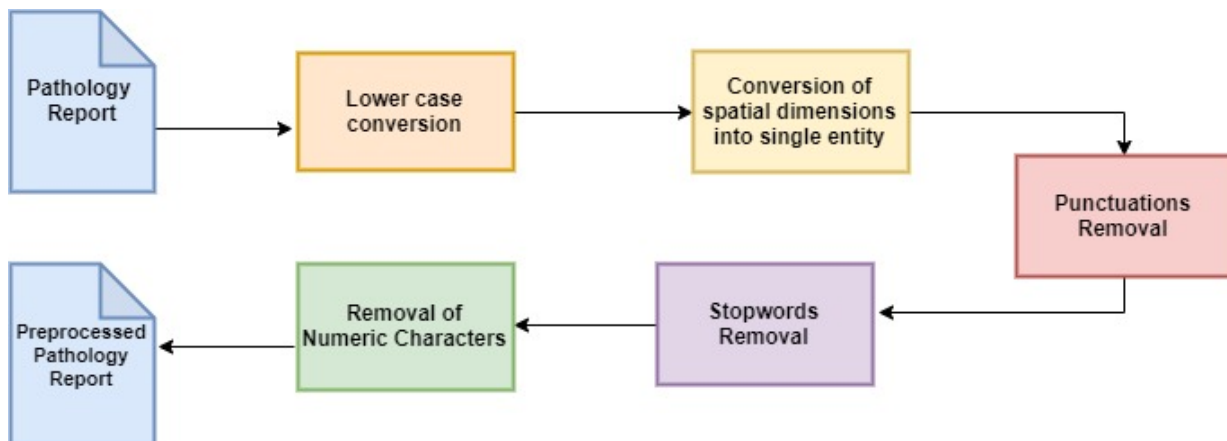 Pathology
Report
Lower case
conversion
Conversion of
spatial dimensions
into single entity
Punctuations
Removal
Stopwords
Removal
Removal of
Numeric Characters
Preprocessed
Pathology
Report